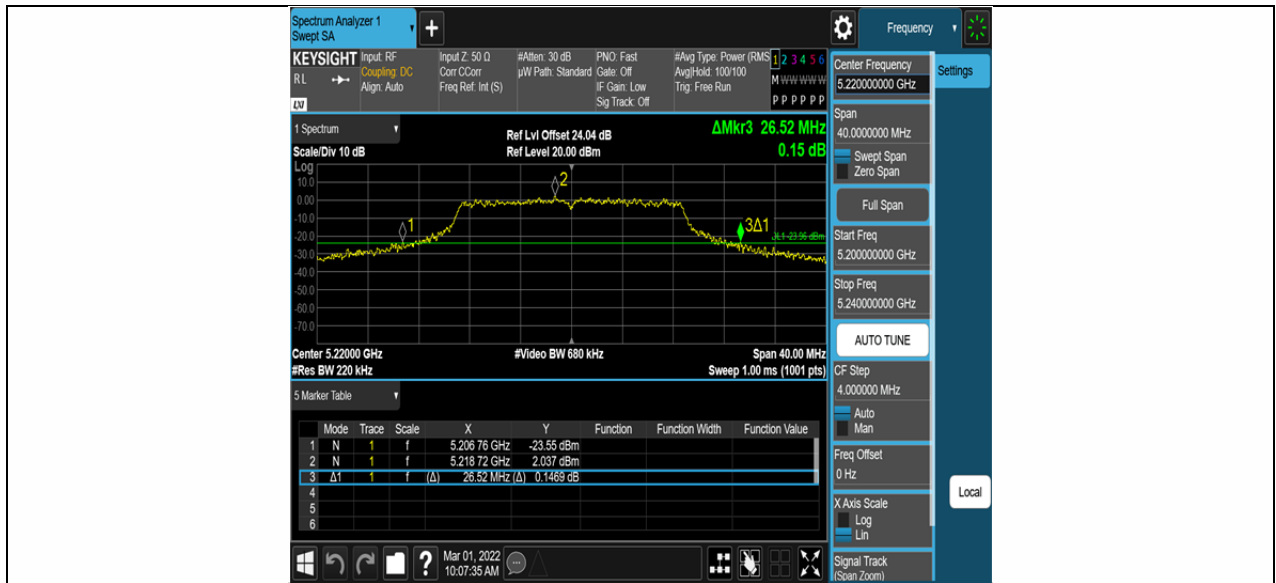 Spectrum Analyzer 1
Swept SA
+
Frequency
KEYSIGHT
RL
LXI
Input: RF
Coupling: DC
Align: Auto
Input Z: 50 Ω
Corr CCorr
Freq Ref: Int (S)
#Atten: 30 dB
µW Path: Standard
PNO: Fast
Gate: Off
IF Gain: Low
Sig Track: Off
#Avg Type: Power (RMS
Avg|Hold: 100/100
Trig: Free Run
1 2 3 4 5 6
M W W W W W
P P P P P P
Center Frequency
5.220000000 GHz
Settings
1 Spectrum
Ref Lvl Offset 24.04 dB
ΔMkr3 26.52 MHz
Scale/Div 10 dB
Ref Level 20.00 dBm
0.15 dB
Log
10.0
0.00
-10.0
-20.0
-30.0
-40.0
-50.0
-60.0
-70.0
1
2
3Δ1
DL1 -23.96 dBm
Center 5.22000 GHz
#Video BW 680 kHz
Span 40.00 MHz
#Res BW 220 kHz
Sweep 1.00 ms (1001 pts)
Span
40.0000000 MHz
Swept Span
Zero Span
Full Span
Start Freq
5.200000000 GHz
Stop Freq
5.240000000 GHz
AUTO TUNE
CF Step
4.000000 MHz
Auto
Man
Freq Offset
0 Hz
X Axis Scale
Log
Lin
Signal Track
(Span Zoom)
Local
5 Marker Table
Mode Trace Scale X Y Function Function Width Function Value
1 N 1 f 5.206 76 GHz -23.55 dBm
2 N 1 f 5.218 72 GHz 2.037 dBm
3 Δ1 1 f (Δ) 26.52 MHz (Δ) 0.1469 dB
4
5
6
?
Mar 01, 2022
10:07:35 AM